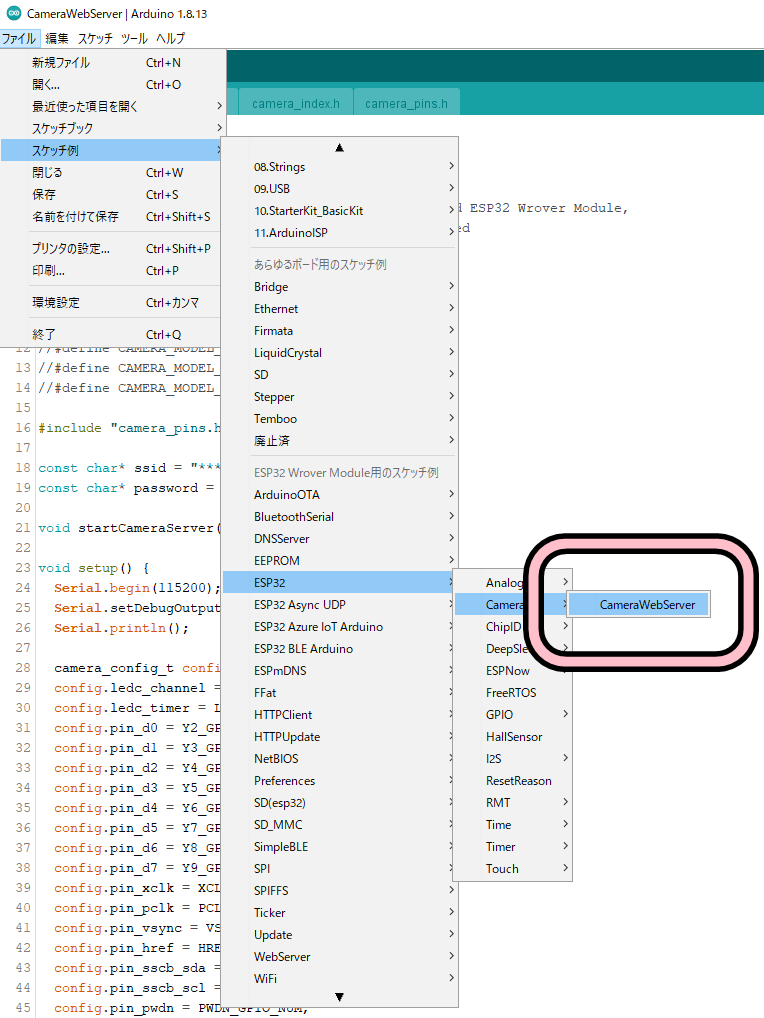 CameraWebServer | Arduino 1.8.13
ファイル 編集 スケッチ ツール ヘルプ
新規ファイル Ctrl+N
開く... Ctrl+O
最近使った項目を開く
スケッチブック
スケッチ例
閉じる Ctrl+W
保存 Ctrl+S
名前を付けて保存 Ctrl+Shift+S
プリンタの設定... Ctrl+Shift+P
印刷... Ctrl+P
環境設定 Ctrl+カンマ
終了 Ctrl+Q
camera_index.h camera_pins.h
08.Strings
09.USB
10.StarterKit_BasicKit
11.ArduinoISP
あらゆるボード用のスケッチ例
Bridge
Ethernet
Firmata
LiquidCrystal
SD
Stepper
Temboo
廃止済
ESP32 Wrover Module用のスケッチ例
ArduinoOTA
BluetoothSerial
DNSServer
EEPROM
ESP32
ESP32 Async UDP
ESP32 Azure IoT Arduino
ESP32 BLE Arduino
ESPmDNS
FFat
HTTPClient
HTTPUpdate
NetBIOS
Preferences
SD(esp32)
SD_MMC
SimpleBLE
SPI
SPIFFS
Ticker
Update
WebServer
WiFi
Analog
Camera
ChipID
DeepSle
ESPNow
FreeRTOS
GPIO
HallSensor
I2S
ResetReason
RMT
Time
Timer
Touch
CameraWebServer
ESP32 Wrover Module,
ed
12 //#define CAMERA_MODEL_
13 //#define CAMERA_MODEL_
14 //#define CAMERA_MODEL_
15
16 #include "camera_pins.h
17
18 const char* ssid = "***
19 const char* password =
20
21 void startCameraServer(
22
23 void setup() {
24 Serial.begin(115200);
25 Serial.setDebugOutput
26 Serial.println();
27
28 camera_config_t confi
29 config.ledc_channel =
30 config.ledc_timer = L
31 config.pin_d0 = Y2_GP
32 config.pin_d1 = Y3_GP
33 config.pin_d2 = Y4_GP
34 config.pin_d3 = Y5_GP
35 config.pin_d4 = Y6_GP
36 config.pin_d5 = Y7_GP
37 config.pin_d6 = Y8_GP
38 config.pin_d7 = Y9_GP
39 config.pin_xclk = XCL
40 config.pin_pclk = PCL
41 config.pin_vsync = VS
42 config.pin_href = HRE
43 config.pin_sscb_sda =
44 config.pin_sscb_scl =
45 config.pin_pwdn = PWDN_GPIO_NUM;